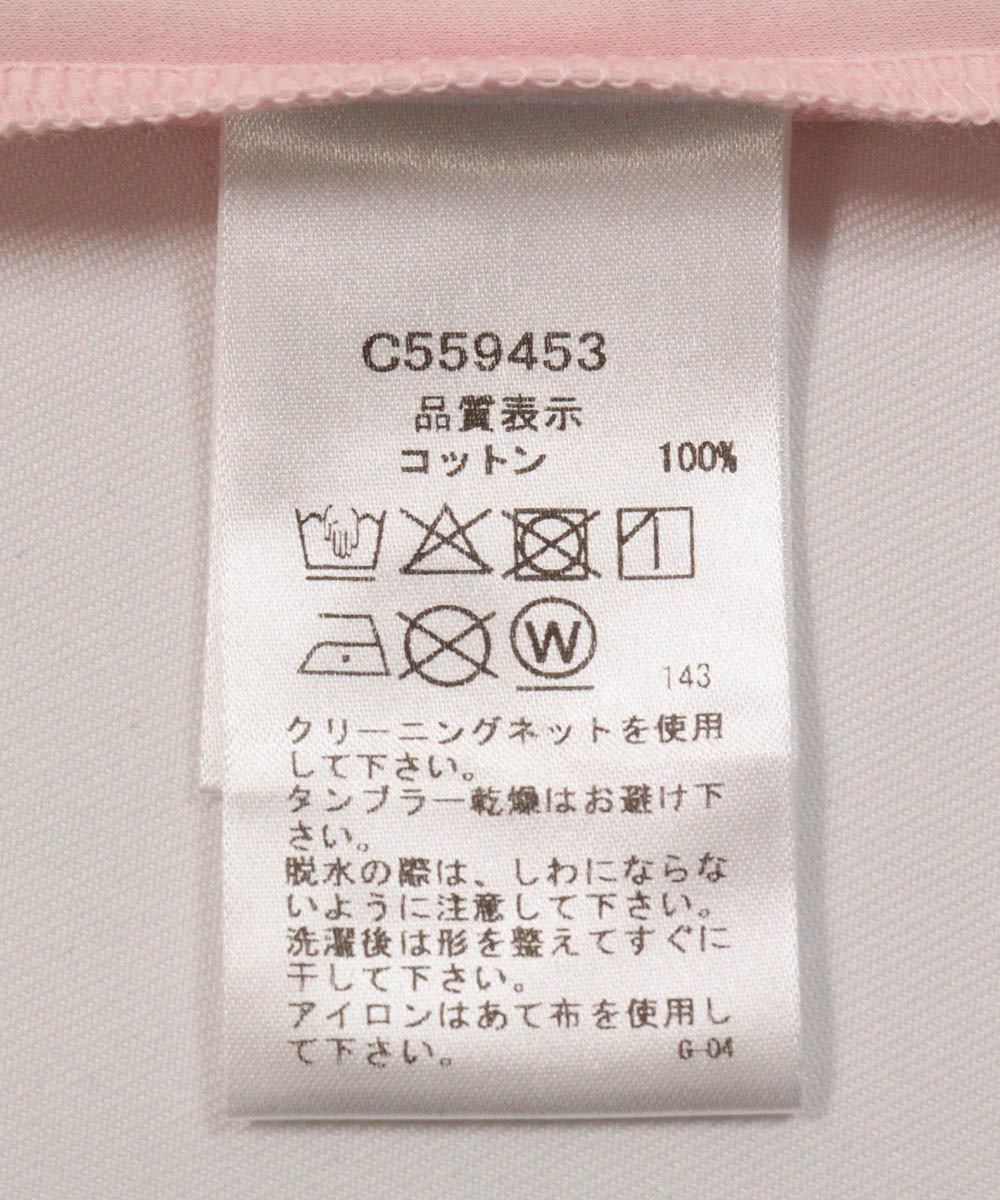 C559453
品質表示
コットン 100%
W
143
クリーニングネットを使用
して下さい。
タンブラー乾燥はお避け下
さい。
脱水の際は、しわにならな
いように注意して下さい。
洗濯後は形を整えてすぐに
干して下さい。
アイロンはあて布を使用し
て下さい。 G-04